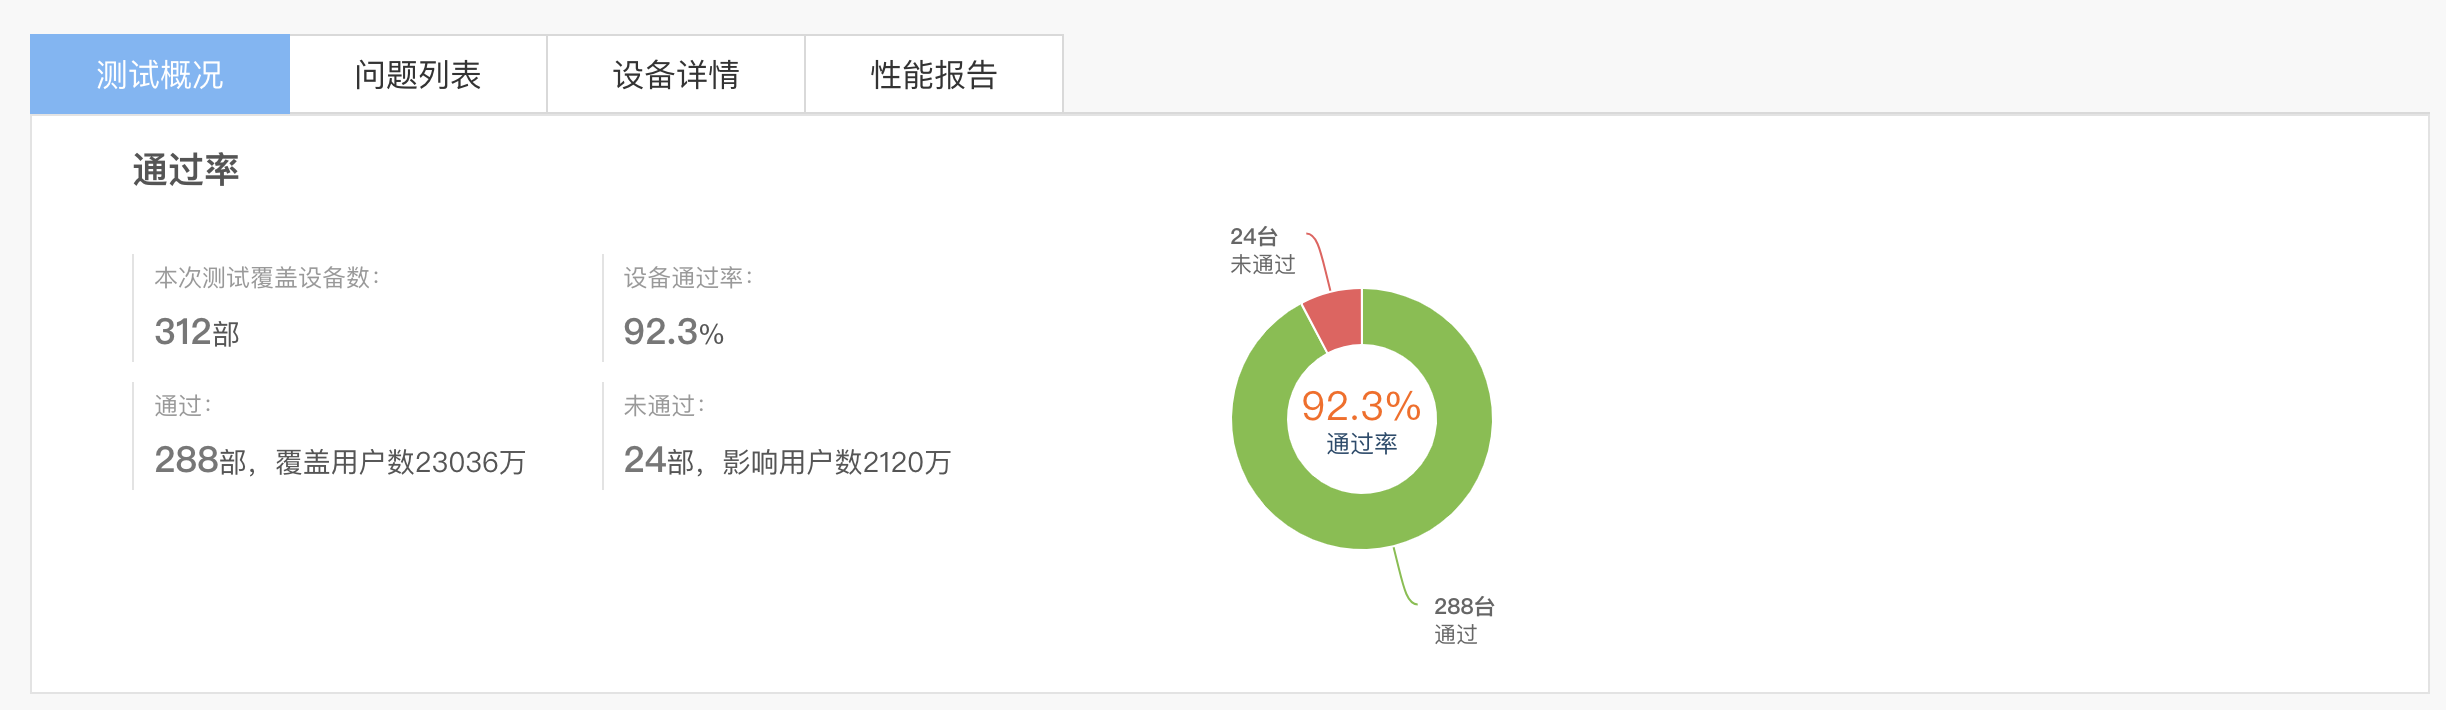 测试概况
问题列表
设备详情
性能报告
通过率
本次测试覆盖设备数：
312部
设备通过率：
92.3%
通过：
288部，覆盖用户数23036万
未通过：
24部，影响用户数2120万
24台
未通过
92.3%
通过率
288台
通过